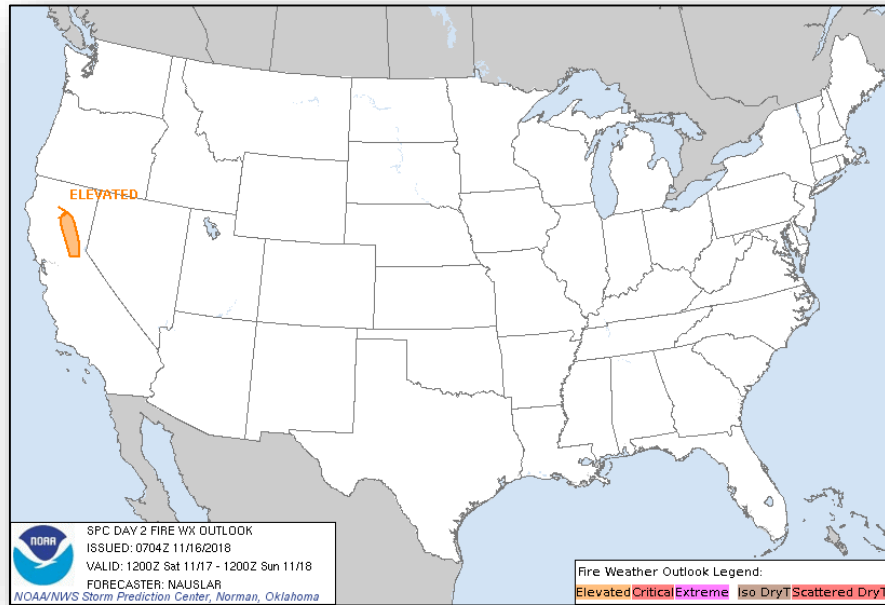 ELEVATED
NOAA
SPC DAY 2 FIRE WX OUTLOOK
ISSUED: 0704Z 11/16/2018
VALID: 1200Z Sat 11/17 - 1200Z Sun 11/18
FORECASTER: NAUSLAR
NOAA/NWS Storm Prediction Center, Norman, Oklahoma
Fire Weather Outlook Legend:
Elevated Critical Extreme Iso DryT Scattered DryT